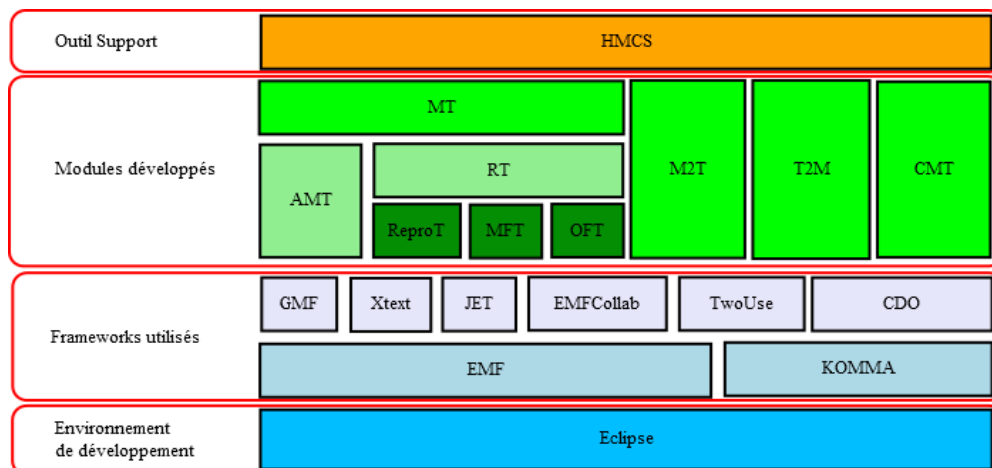 Outil Support
HMCS
Modules développés
MT
AMT
RT
ReproT
MFT
OFT
M2T
T2M
CMT
Frameworks utilisés
GMF
Xtext
JET
EMFCollab
TwoUse
CDO
EMF
KOMMA
Environnement
de développement
Eclipse